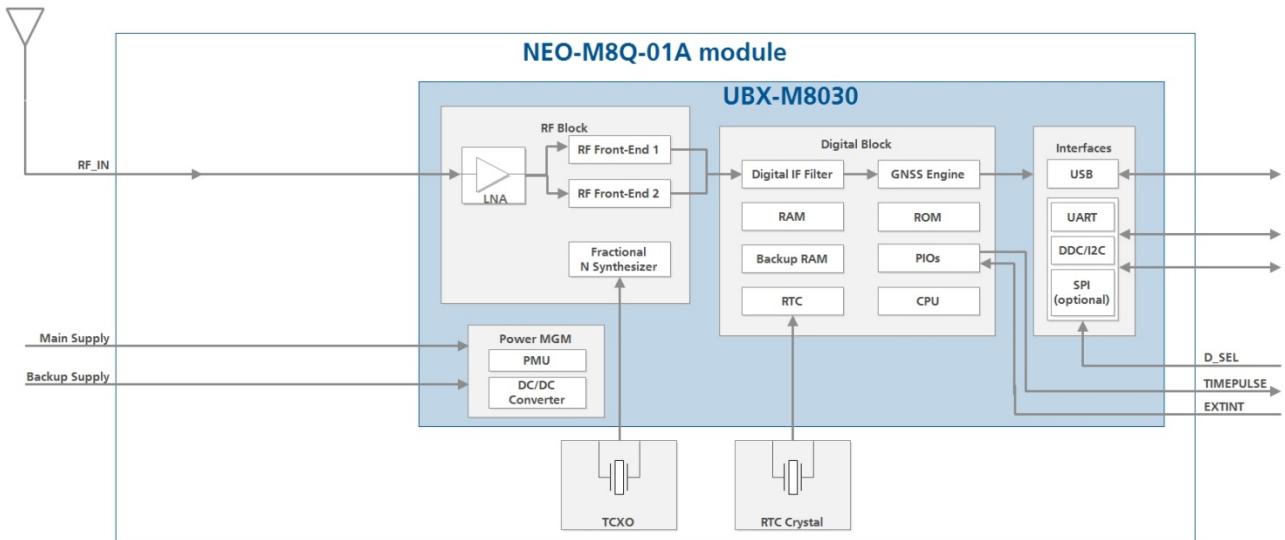 NEO-M8Q-01A module
UBX-M8030
RF Block
RF Front-End 1
RF Front-End 2
LNA
Fractional
N Synthesizer
Digital Block
Digital IF Filter
GNSS Engine
RAM
ROM
Backup RAM
PIOs
RTC
CPU
Interfaces
USB
UART
DDC/I2C
SPI
(optional)
RF_IN
Main Supply
Backup Supply
Power MGM
PMU
DC/DC
Converter
D_SEL
TIMEPULSE
EXTINT
TCXO
RTC Crystal